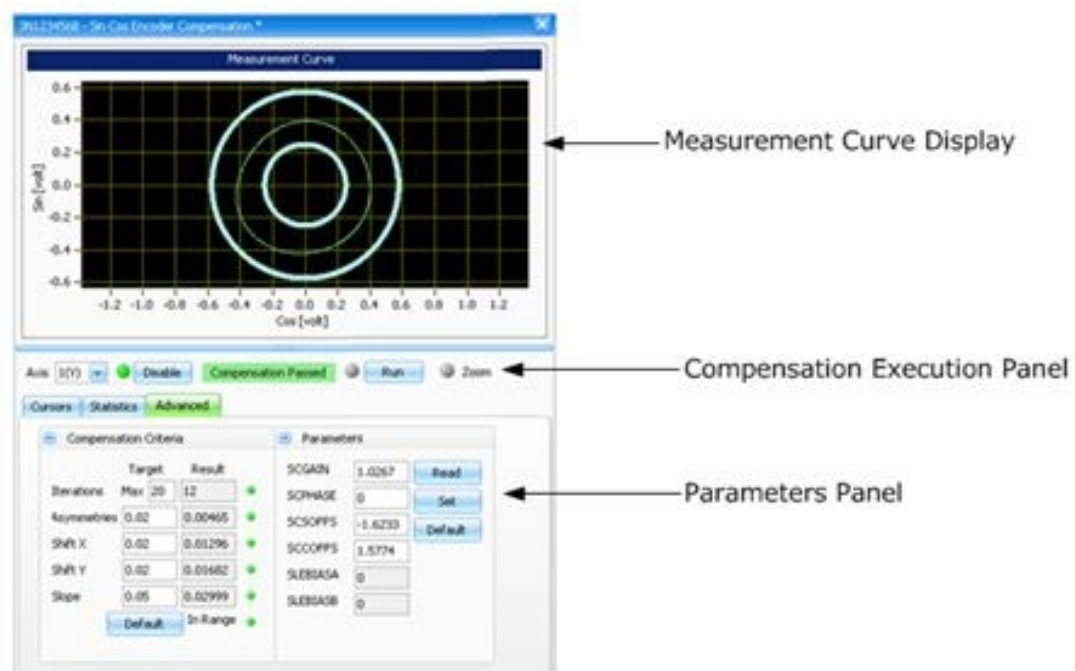 SN123456B - Sin Cos Encoder Compensation *
Measurement Curve
0.6
0.4
0.2
0.0
-0.2
-0.4
-0.6
Sin [volt]
-1.2 -1.0 -0.8 -0.6 -0.4 -0.2 0.0 0.2 0.4 0.6 0.8 1.0 1.2
Cos [volt]
Measurement Curve Display
Axis 1(Y) Disable Compensation Passed Run Zoom
Compensation Execution Panel
Cursors Statistics Advanced
Compensation Criteria
Target Result
Iterations Max 20 12
Asymmetries 0.02 0.00465
Shift X 0.02 0.01296
Shift Y 0.02 0.01682
Slope 0.05 0.02999
Default In Range
Parameters
SCGAIN 1.0267 Read
SCPHASE 0 Set
SCSOFFS -1.6233 Default
SCCOFFS 1.5774
SLEBIASA 0
SLEBIASB 0
Parameters Panel